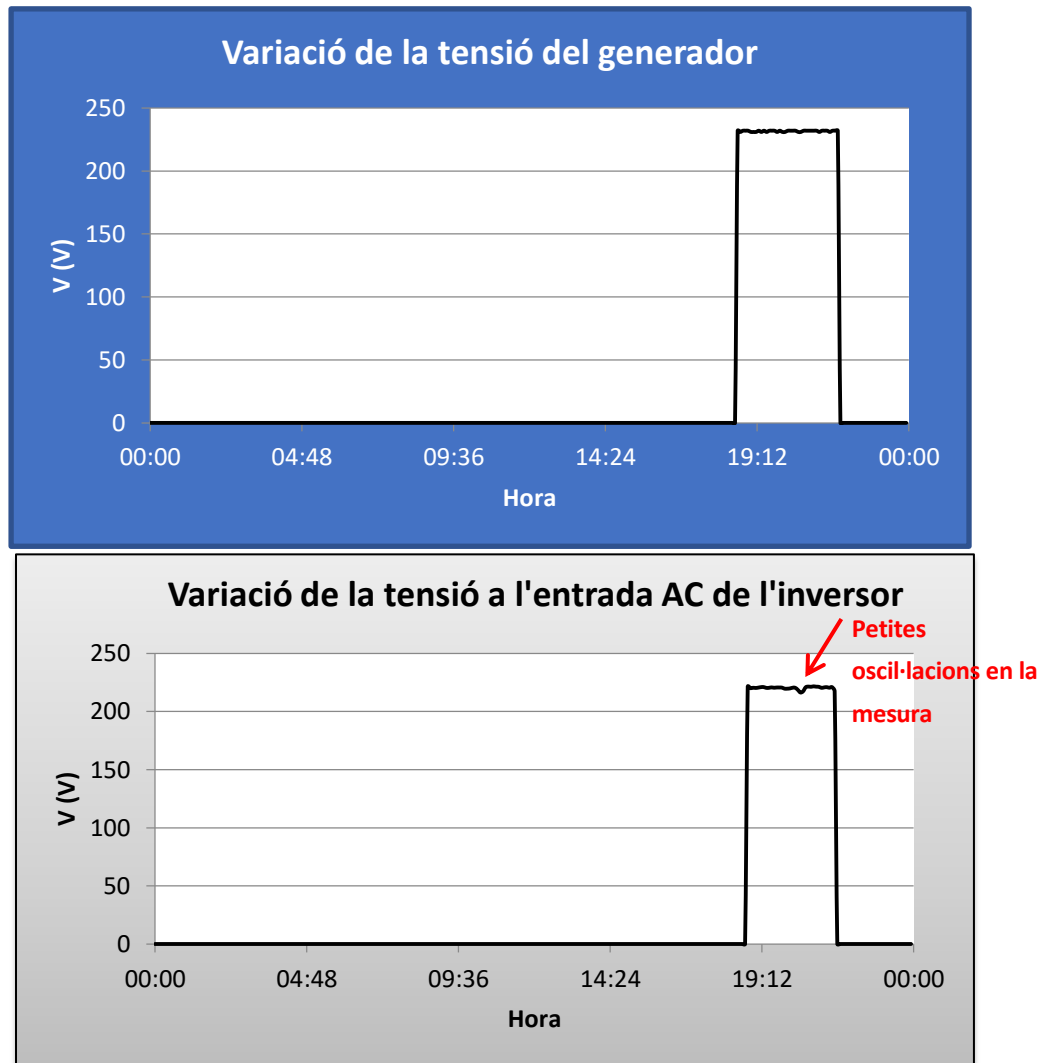 Variació de la tensió del generador
250
200
150
100
50
0
V (V)
00:00 04:48 09:36 14:24 19:12 00:00
Hora
Variació de la tensió a l'entrada AC de l'inversor
Petites
oscil·lacions en la
mesura
250
200
150
100
50
0
V (V)
00:00 04:48 09:36 14:24 19:12 00:00
Hora